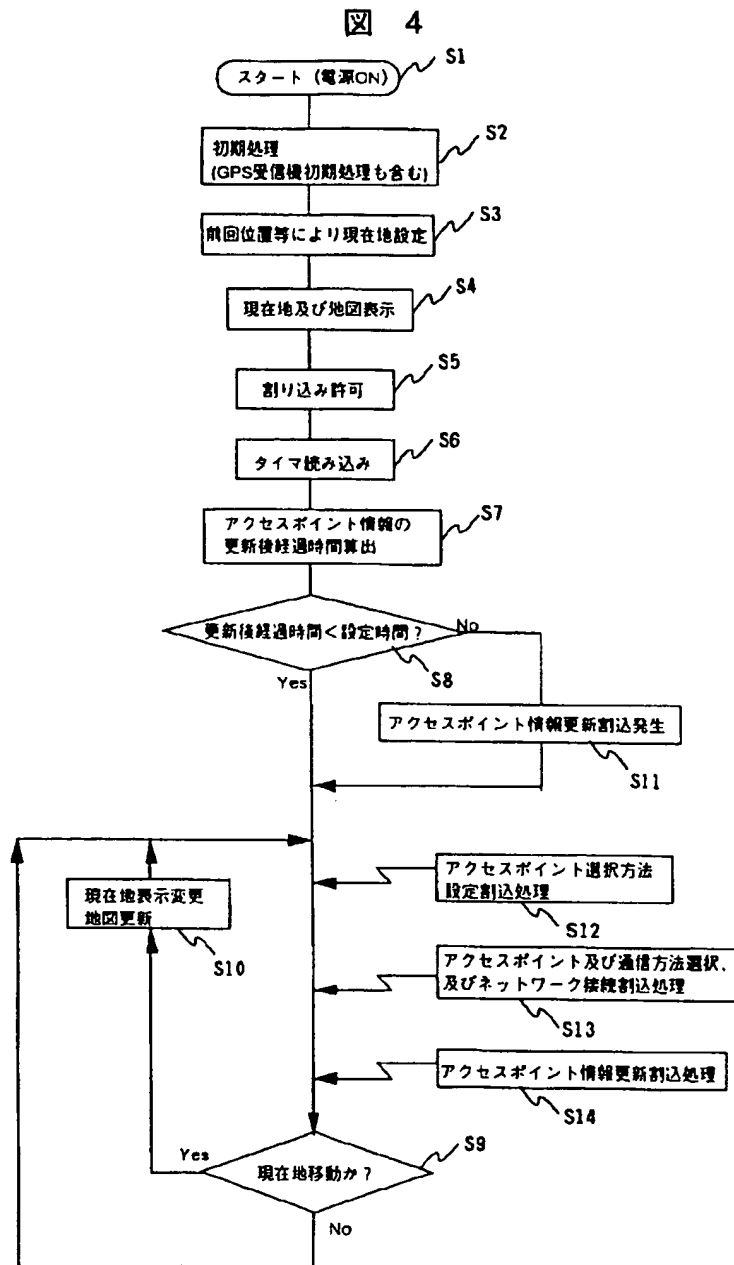 図 4
スタート (電源ON)
S1
初期処理
(GPS受信機初期処理も含む)
S2
前回位置等により現在地設定
S3
現在地及び地図表示
S4
割り込み許可
S5
タイマ読み込み
S6
アクセスポイント情報の
更新後経過時間算出
S7
更新後経過時間<設定時間?
No
S8
Yes
アクセスポイント情報更新割込発生
S11
現在地表示変更
地図更新
S10
アクセスポイント選択方法
設定割込処理
S12
アクセスポイント及び通信方法選択、
及びネットワーク接続割込処理
S13
アクセスポイント情報更新割込処理
S14
Yes
現在地移動か?
S9
No